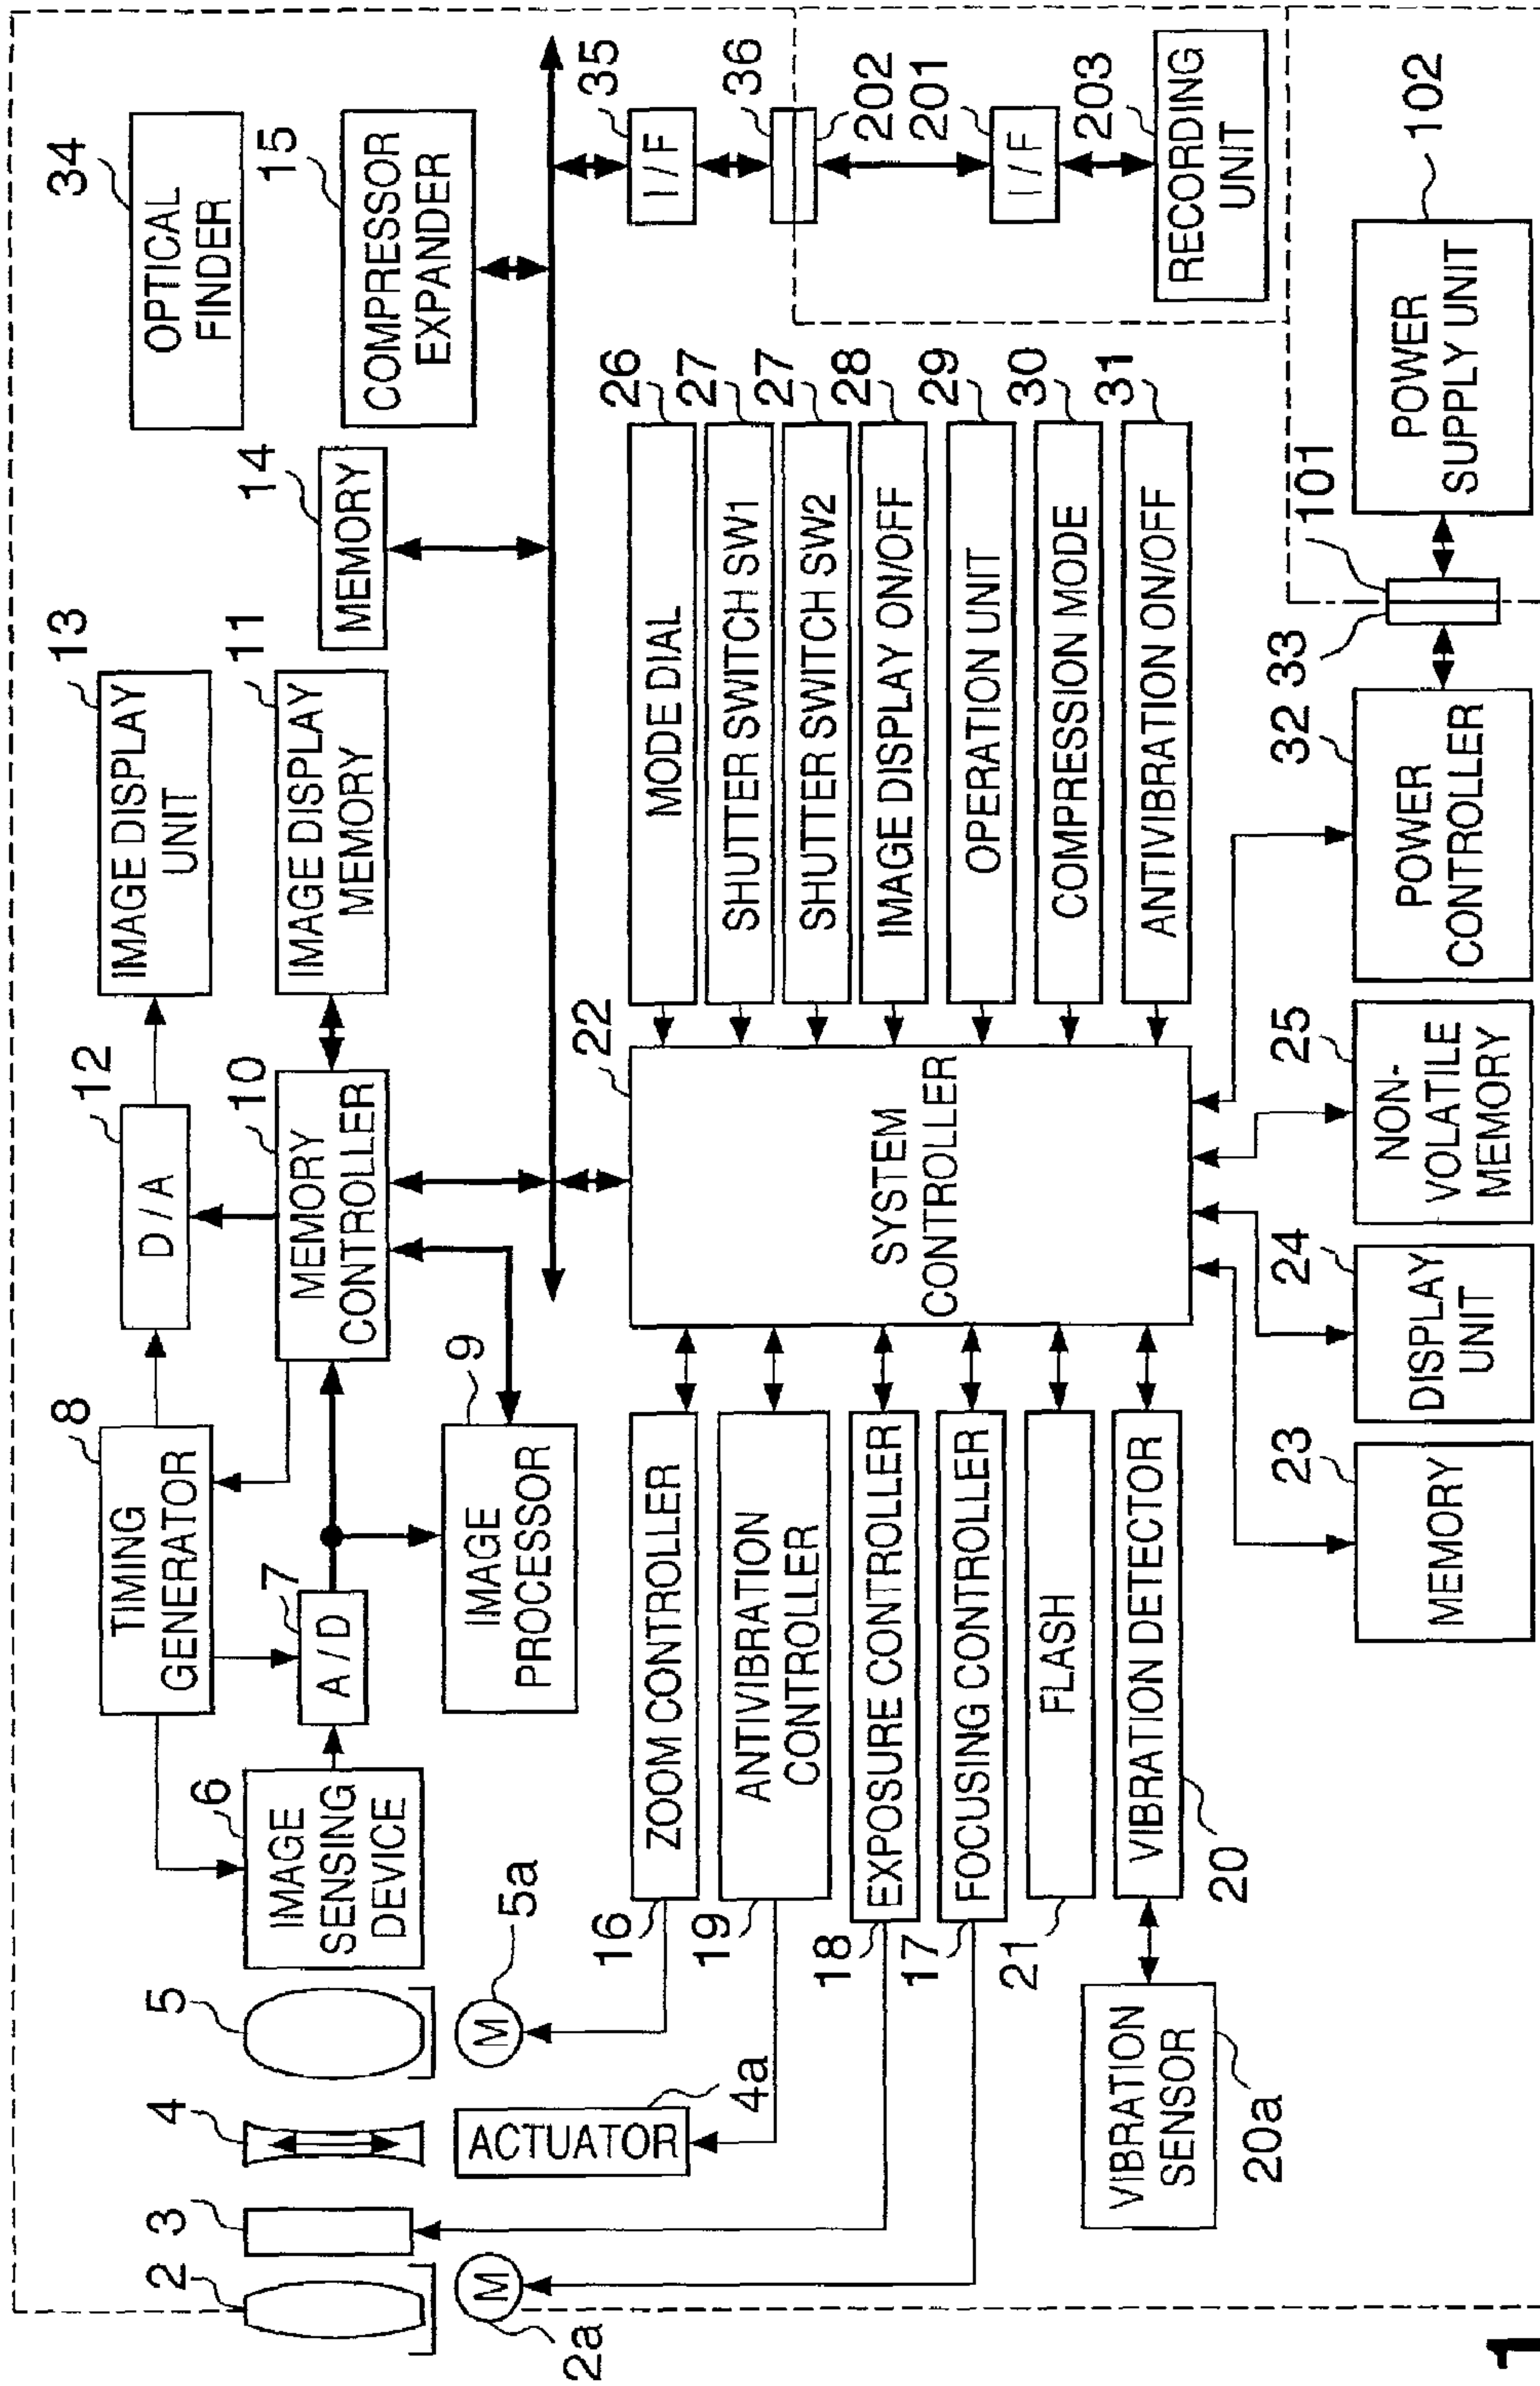 34
OPTICAL
FINDER
15
COMPRESSOR
EXPANDER
14
MEMORY
13
IMAGE DISPLAY
UNIT
11
IMAGE DISPLAY
MEMORY
12
D / A
10
MEMORY
CONTROLLER
8
TIMING
GENERATOR
7
A / D
9
IMAGE
PROCESSOR
6
IMAGE
SENSING
DEVICE
5
4
3
2
5a
M
4a
ACTUATOR
M
2a
35
I / F
36
202
201
I / F
203
RECORDING
UNIT
26
MODE DIAL
27
SHUTTER SWITCH SW1
27
SHUTTER SWITCH SW2
28
IMAGE DISPLAY ON/OFF
29
OPERATION UNIT
30
COMPRESSION MODE
31
ANTIVIBRATION ON/OFF
22
SYSTEM
CONTROLLER
16
ZOOM CONTROLLER
19
ANTIVIBRATION
CONTROLLER
18
EXPOSURE CONTROLLER
17
FOCUSING CONTROLLER
21
FLASH
VIBRATION DETECTOR
20
VIBRATION
SENSOR
20a
23
MEMORY
24
DISPLAY
UNIT
25
NON-
VOLATILE
MEMORY
32
POWER
CONTROLLER
33
101
POWER
SUPPLY UNIT
102
1